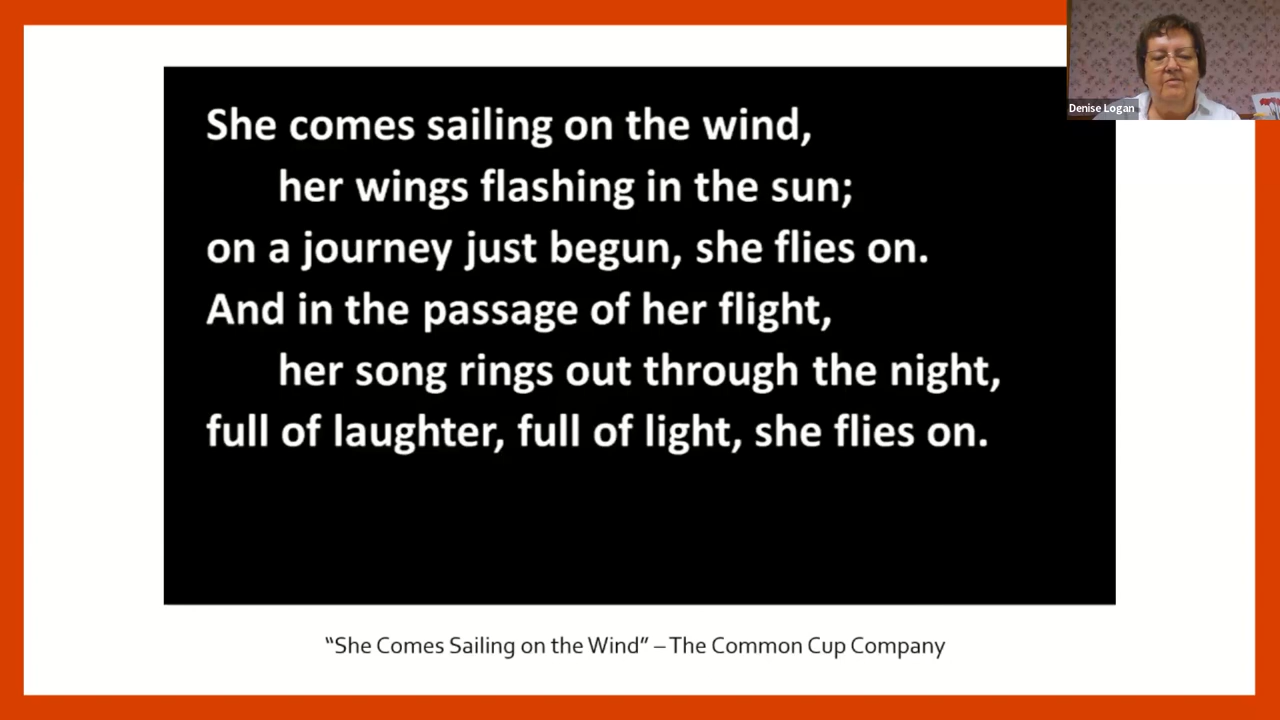 She comes sailing on the wind,
her wings flashing in the sun;
on a journey just begun, she flies on.
And in the passage of her flight,
her song rings out through the night,
full of laughter, full of light, she flies on.
“She Comes Sailing on the Wind” – The Common Cup Company
Denise Logan